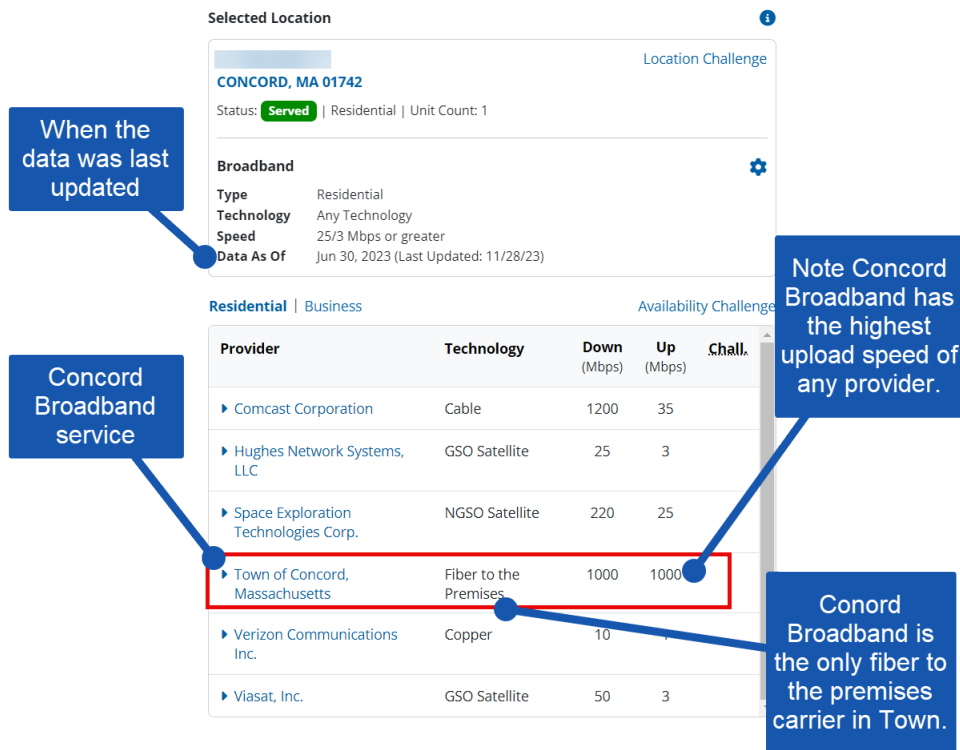 Selected Location
CONCORD, MA 01742
Location Challenge
Status: Served | Residential | Unit Count: 1
Broadband
Type Residential
Technology Any Technology
Speed 25/3 Mbps or greater
Data As Of Jun 30, 2023 (Last Updated: 11/28/23)
Residential | Business
Availability Challenge
Provider Technology Down (Mbps) Up (Mbps) Chall.
Comcast Corporation Cable 1200 35
Hughes Network Systems, GSO Satellite 25 3
LLC
Space Exploration NGSO Satellite 220 25
Technologies Corp.
Town of Concord, Fiber to the 1000 1000
Massachusetts Premises
Verizon Communications Copper 10
Inc.
Viasat, Inc. GSO Satellite 50 3
When the
data was last
updated
Concord
Broadband
service
Note Concord
Broadband has
the highest
upload speed of
any provider.
Conord
Broadband is
the only fiber to
the premises
carrier in Town.